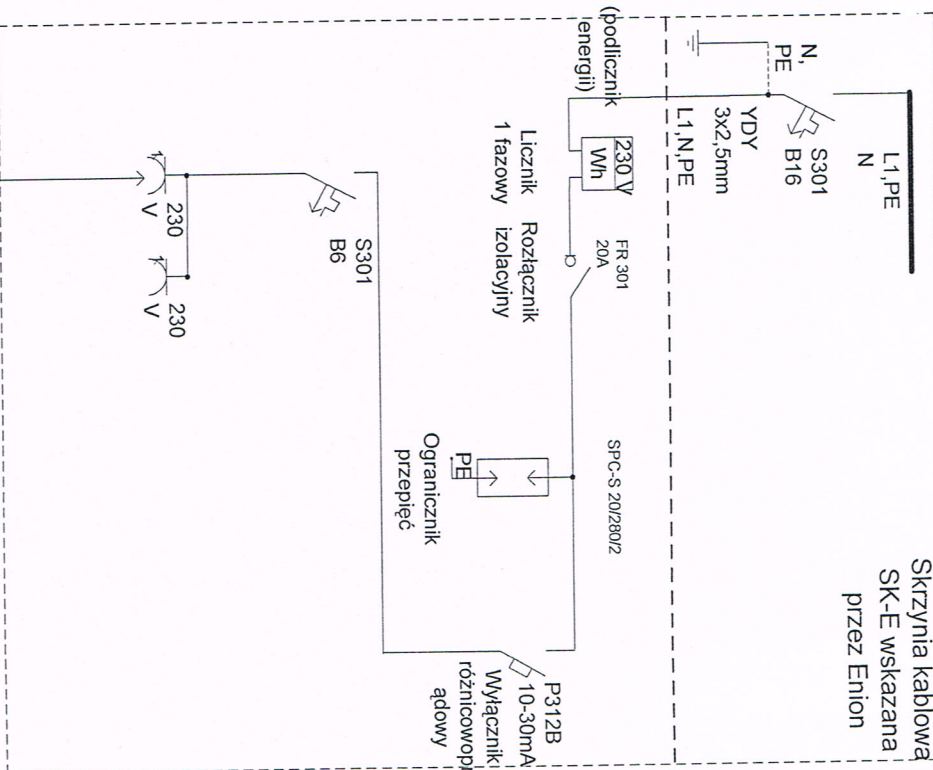 Skrzynia kablowa
SK-E wskazana
przez Enion
L1,PE
N
S301
B16
N,
PE
YDY
3x2,5mm
L1,N,PE
(podlicznik
energii)
230 V
Wh
Licznik
1 fazowy
FR 301
20A
Rozłącznik
izolacyjny
SPC-S 20/280/2
PE
Ogranicznik
przepięć
P312B
10-30mA
Wyłącznik
różnicowopr
ądowy
S301
B6
230
V
230
V